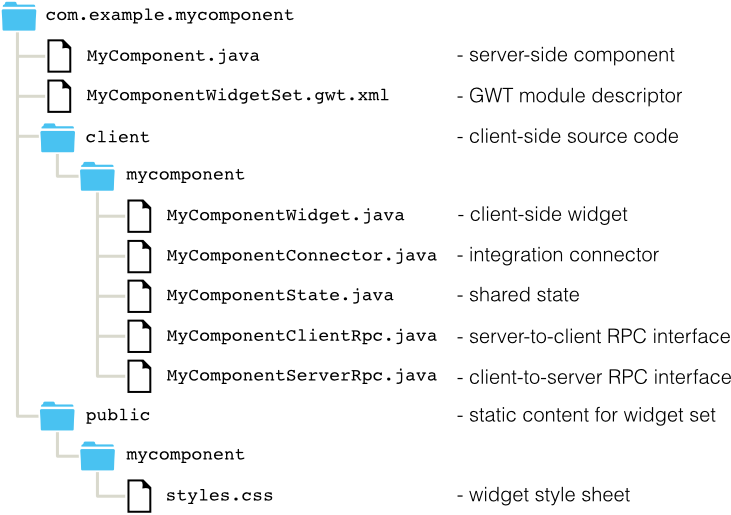 com.example.mycomponent
MyComponent.java - server-side component
MyComponentWidgetSet.gwt.xml - GWT module descriptor
client - client-side source code
mycomponent
MyComponentWidget.java - client-side widget
MyComponentConnector.java - integration connector
MyComponentState.java - shared state
MyComponentClientRpc.java - server-to-client RPC interface
MyComponentServerRpc.java - client-to-server RPC interface
public - static content for widget set
mycomponent
styles.css - widget style sheet